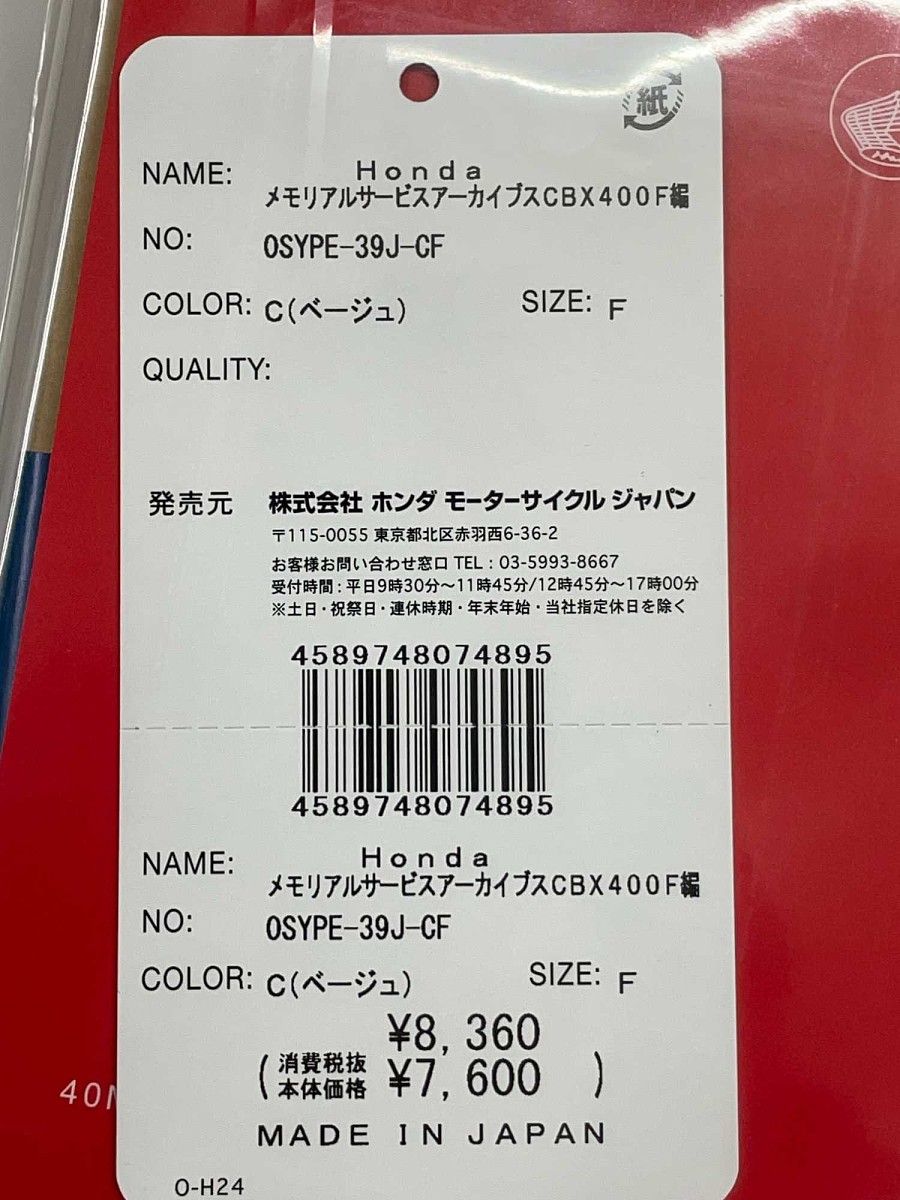 紙
NAME: Honda
メモリアルサービスアーカイブスCBX400F編
NO: OSYPE-39J-CF
COLOR: C(ベージュ) SIZE: F
QUALITY:
発売元 株式会社 ホンダ モーターサイクル ジャパン
〒115-0055 東京都北区赤羽西6-36-2
お客様お問い合わせ窓口 TEL : 03-5993-8667
受付時間 : 平日9時30分～11時45分/12時45分～17時00分
※土日・祝祭日・連休時期・年末年始・当社指定休日を除く
4589748074895
4589748074895
NAME: Honda
メモリアルサービスアーカイブスCBX400F編
NO: OSYPE-39J-CF
COLOR: C(ベージュ) SIZE: F
¥8,360
(消費税抜本体価格 ¥7,600)
MADE IN JAPAN
O-H24